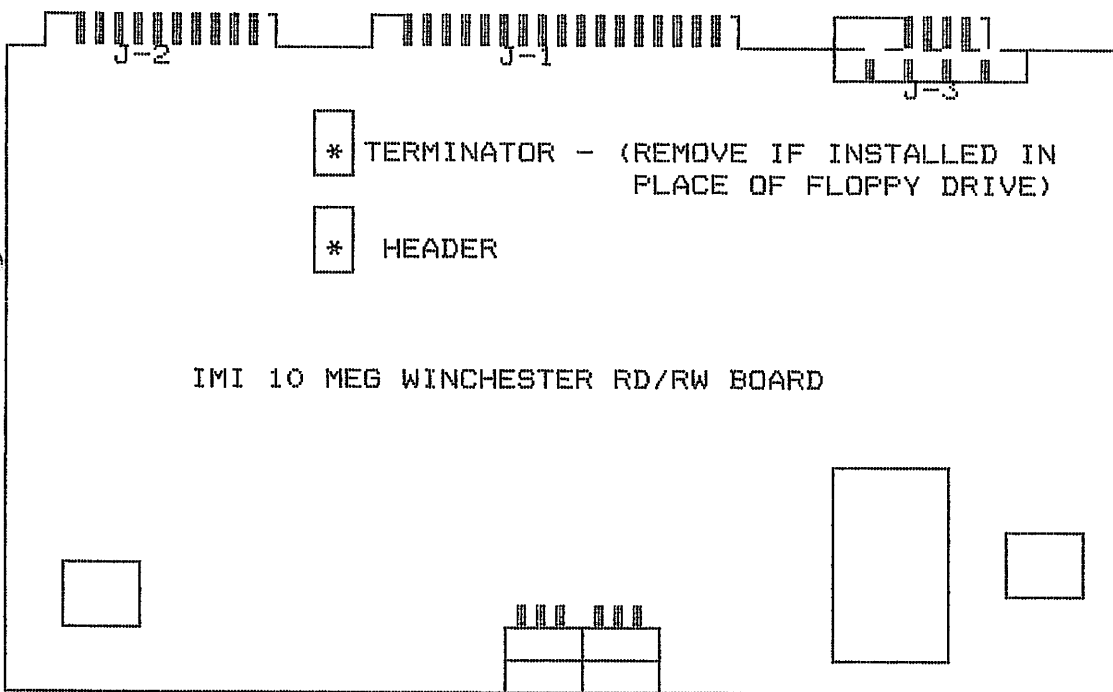 J-2
J-1
J-3
* TERMINATOR - (REMOVE IF INSTALLED IN
PLACE OF FLOPPY DRIVE)
* HEADER
IMI 10 MEG WINCHESTER RD/RW BOARD